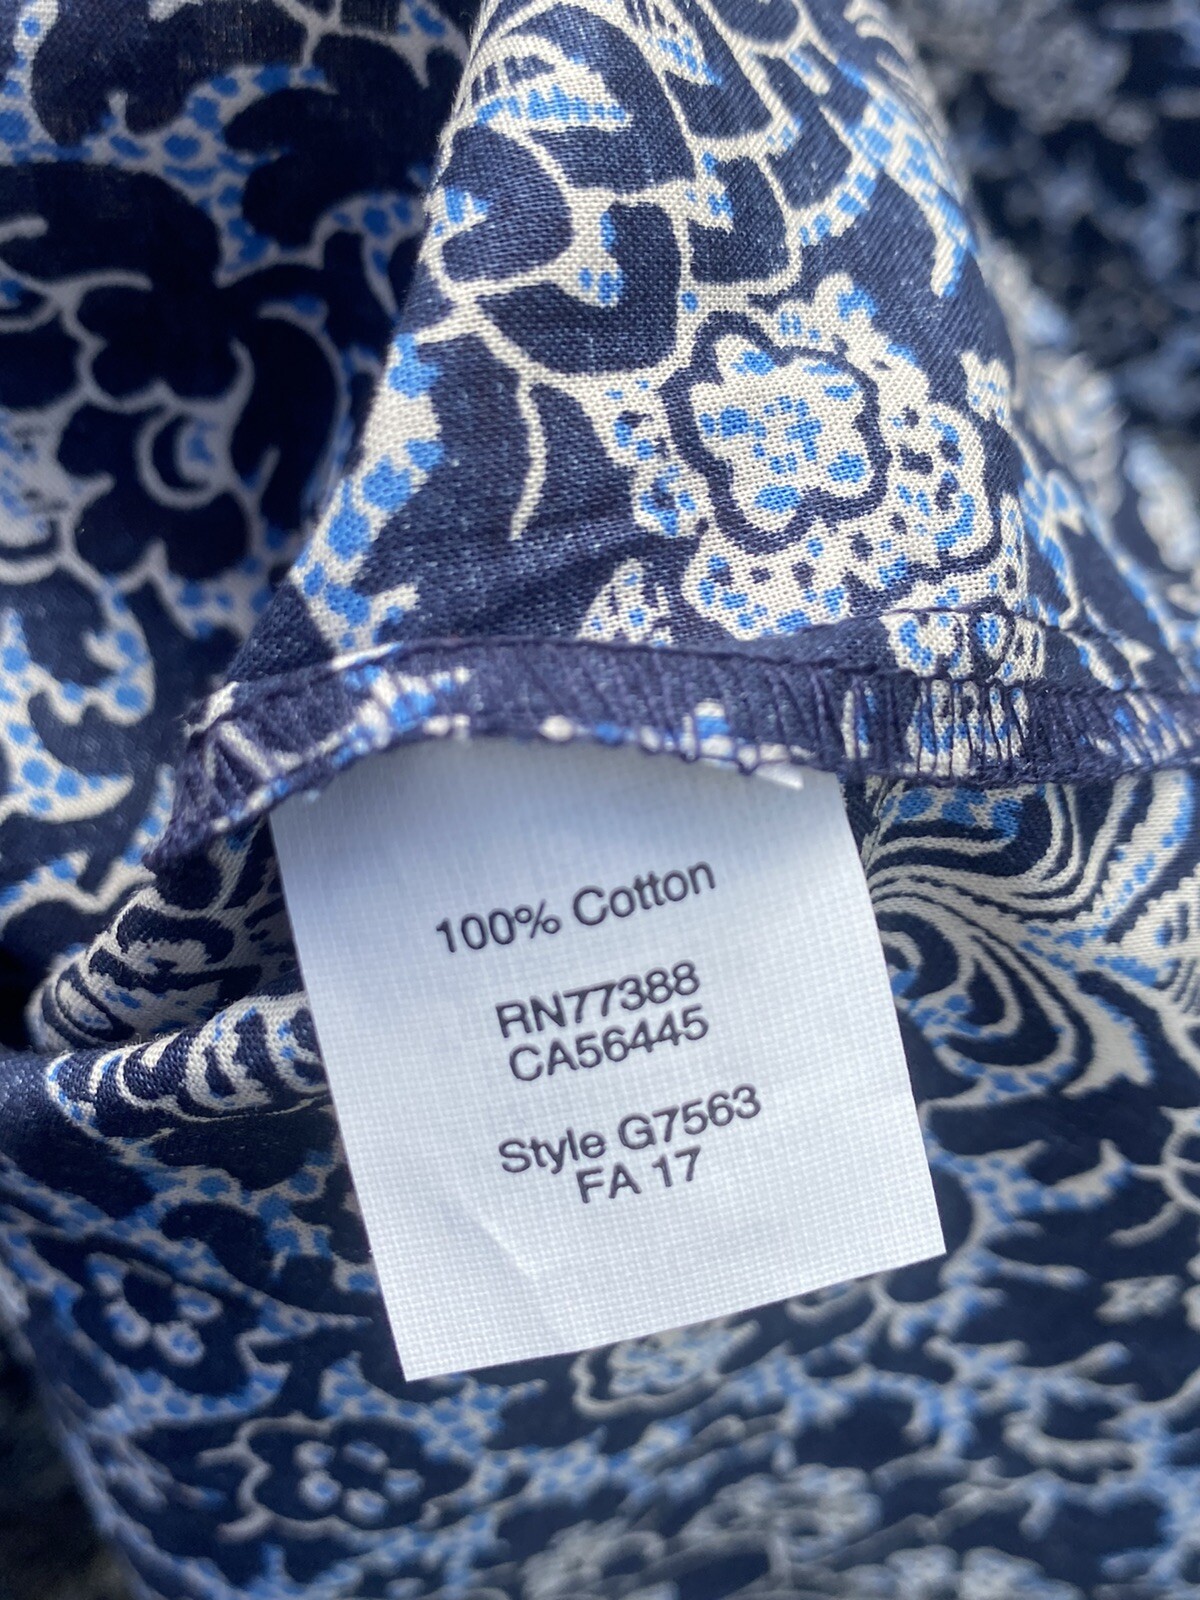 100% Cotton
RN77388
CA56445
Style G7563
FA 17